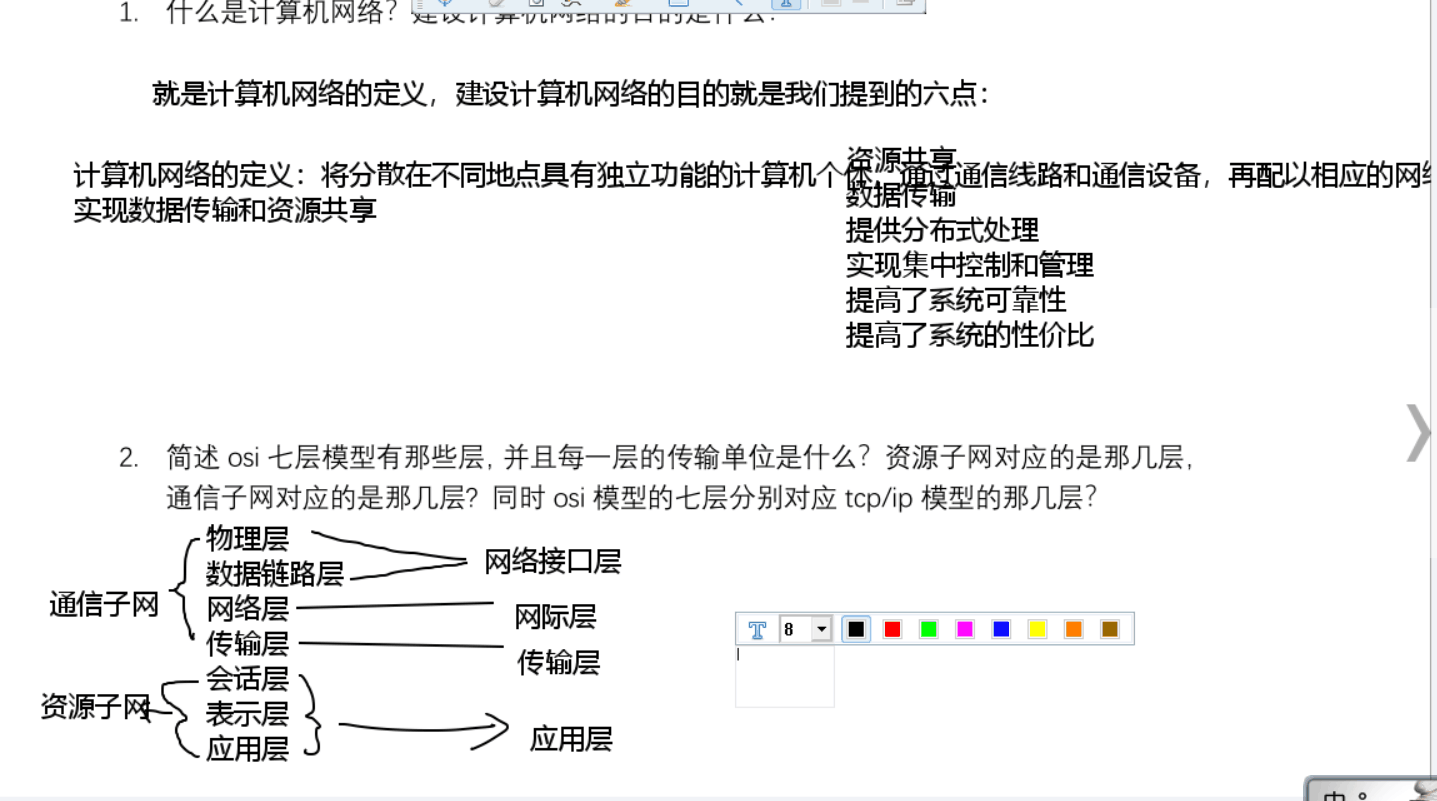 1. 什么是计算机网络？建设计算机网络的目的是什么？
就是计算机网络的定义，建设计算机网络的目的就是我们提到的六点：
计算机网络的定义：将分散在不同地点具有独立功能的计算机个体，通过通信线路和通信设备，再配以相应的网络
实现数据传输和资源共享
资源共享
数据传输
提供分布式处理
实现集中控制和管理
提高了系统可靠性
提高了系统的性价比
2. 简述 osi 七层模型有那些层，并且每一层的传输单位是什么？资源子网对应的是那几层，
通信子网对应的是那几层？同时 osi 模型的七层分别对应 tcp/ip 模型的那几层？
通信子网
资源子网
物理层
数据链路层
网络层
传输层
会话层
表示层
应用层
网络接口层
网际层
传输层
应用层
T 8
中